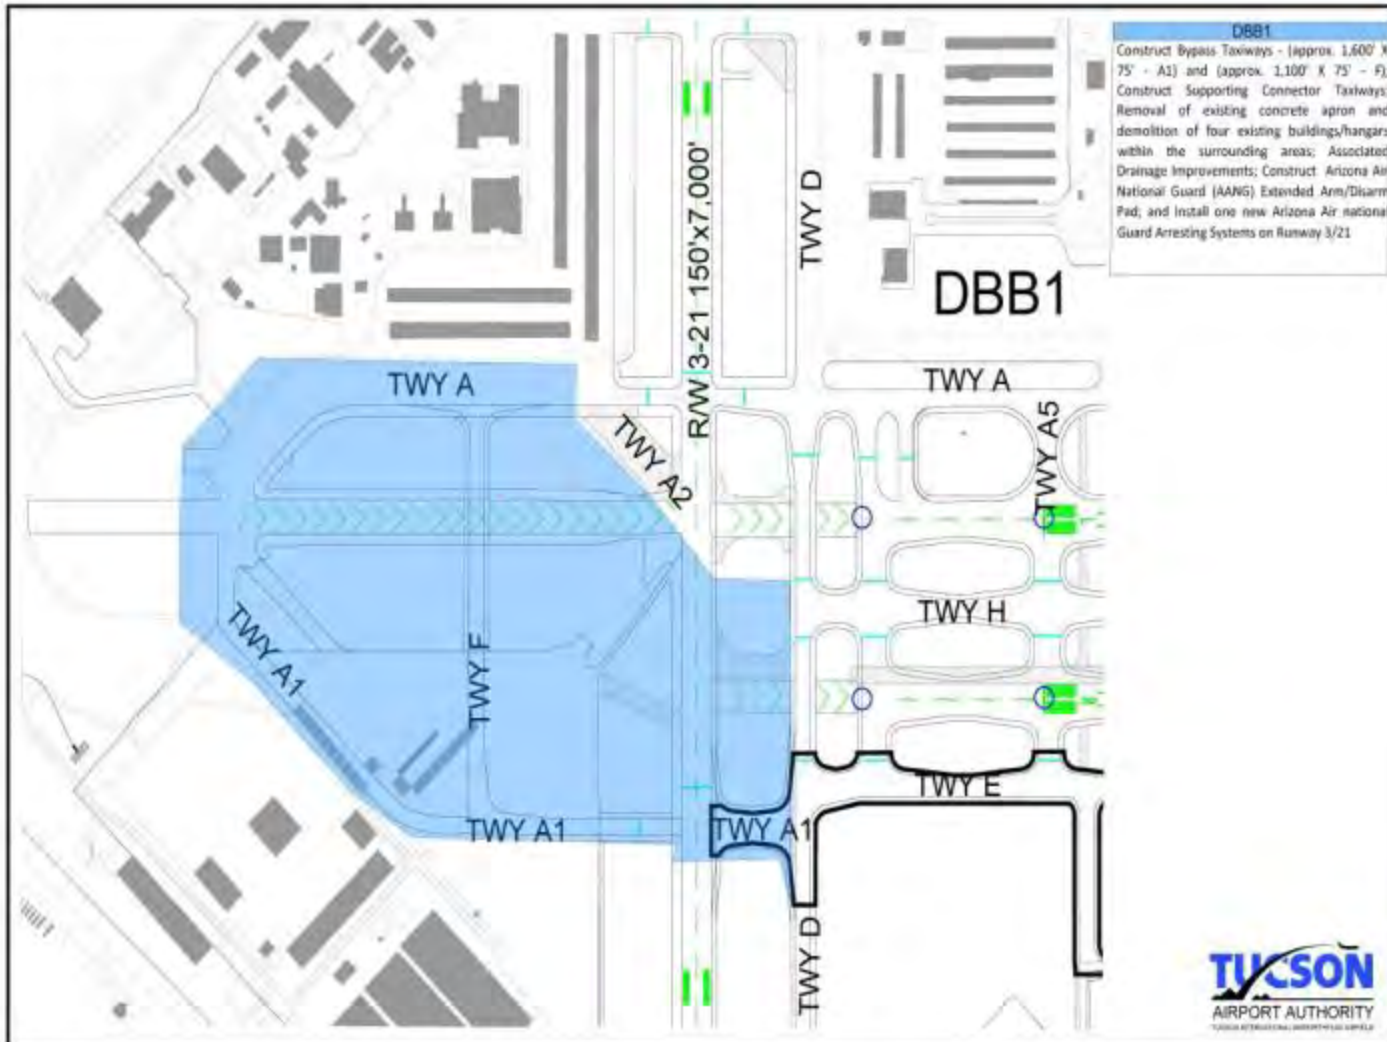 DBB1
Construct Bypass Taxiways - (approx. 1,600' X
75' - A1) and (approx. 1,100' X 75' - F),
Construct Supporting Connector Taxiways;
Removal of existing concrete apron and
demolition of four existing buildings/hangars
within the surrounding areas; Associated
Drainage Improvements; Construct Arizona Air
National Guard (AANG) Extended Arm/Disarm
Pad; and Install one new Arizona Air national
Guard Arresting Systems on Runway 3/21
R/W 3-21 150'x7,000'
TWY D
DBB1
TWY A
TWY A
TWY A2
TWY A5
TWY H
TWY A1
TWY F
TWY E
TWY A1
TWY A1
TWY D
TUCSON
AIRPORT AUTHORITY